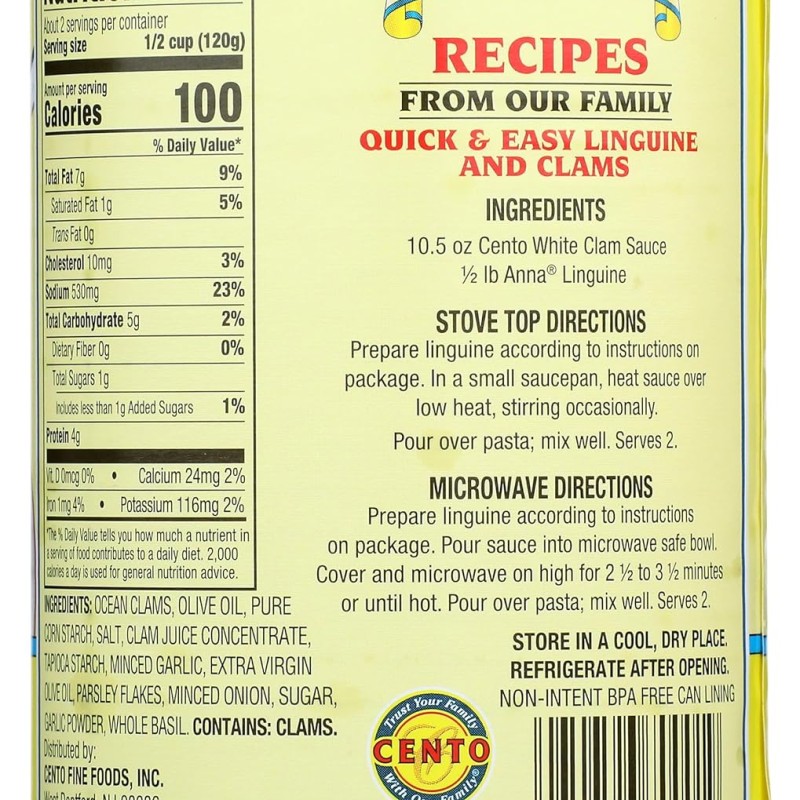 About 2 servings per container
Serving size 1/2 cup (120g)
Amount per serving
Calories 100
% Daily Value*
Total Fat 7g 9%
Saturated Fat 1g 5%
Trans Fat 0g
Cholesterol 10mg 3%
Sodium 530mg 23%
Total Carbohydrate 5g 2%
Dietary Fiber 0g 0%
Total Sugars 1g
Includes less than 1g Added Sugars 1%
Protein 4g
Vit. D 0mcg 0% • Calcium 24mg 2%
Iron 1mg 4% • Potassium 116mg 2%
*The % Daily Value tells you how much a nutrient in
a serving of food contributes to a daily diet. 2,000
calories a day is used for general nutrition advice.
INGREDIENTS: OCEAN CLAMS, OLIVE OIL, PURE
CORN STARCH, SALT, CLAM JUICE CONCENTRATE,
TAPIOCA STARCH, MINCED GARLIC, EXTRA VIRGIN
OLIVE OIL, PARSLEY FLAKES, MINCED ONION, SUGAR,
GARLIC POWDER, WHOLE BASIL. CONTAINS: CLAMS.
Distributed by:
CENTO FINE FOODS, INC.
RECIPES
FROM OUR FAMILY
QUICK & EASY LINGUINE
AND CLAMS
INGREDIENTS
10.5 oz Cento White Clam Sauce
½ lb Anna® Linguine
STOVE TOP DIRECTIONS
Prepare linguine according to instructions on
package. In a small saucepan, heat sauce over
low heat, stirring occasionally.
Pour over pasta; mix well. Serves 2.
MICROWAVE DIRECTIONS
Prepare linguine according to instructions
on package. Pour sauce into microwave safe bowl.
Cover and microwave on high for 2 ½ to 3 ½ minutes
or until hot. Pour over pasta; mix well. Serves 2.
STORE IN A COOL, DRY PLACE.
REFRIGERATE AFTER OPENING.
NON-INTENT BPA FREE CAN LINING
Trust Your Family
CENTO
With Our Family®